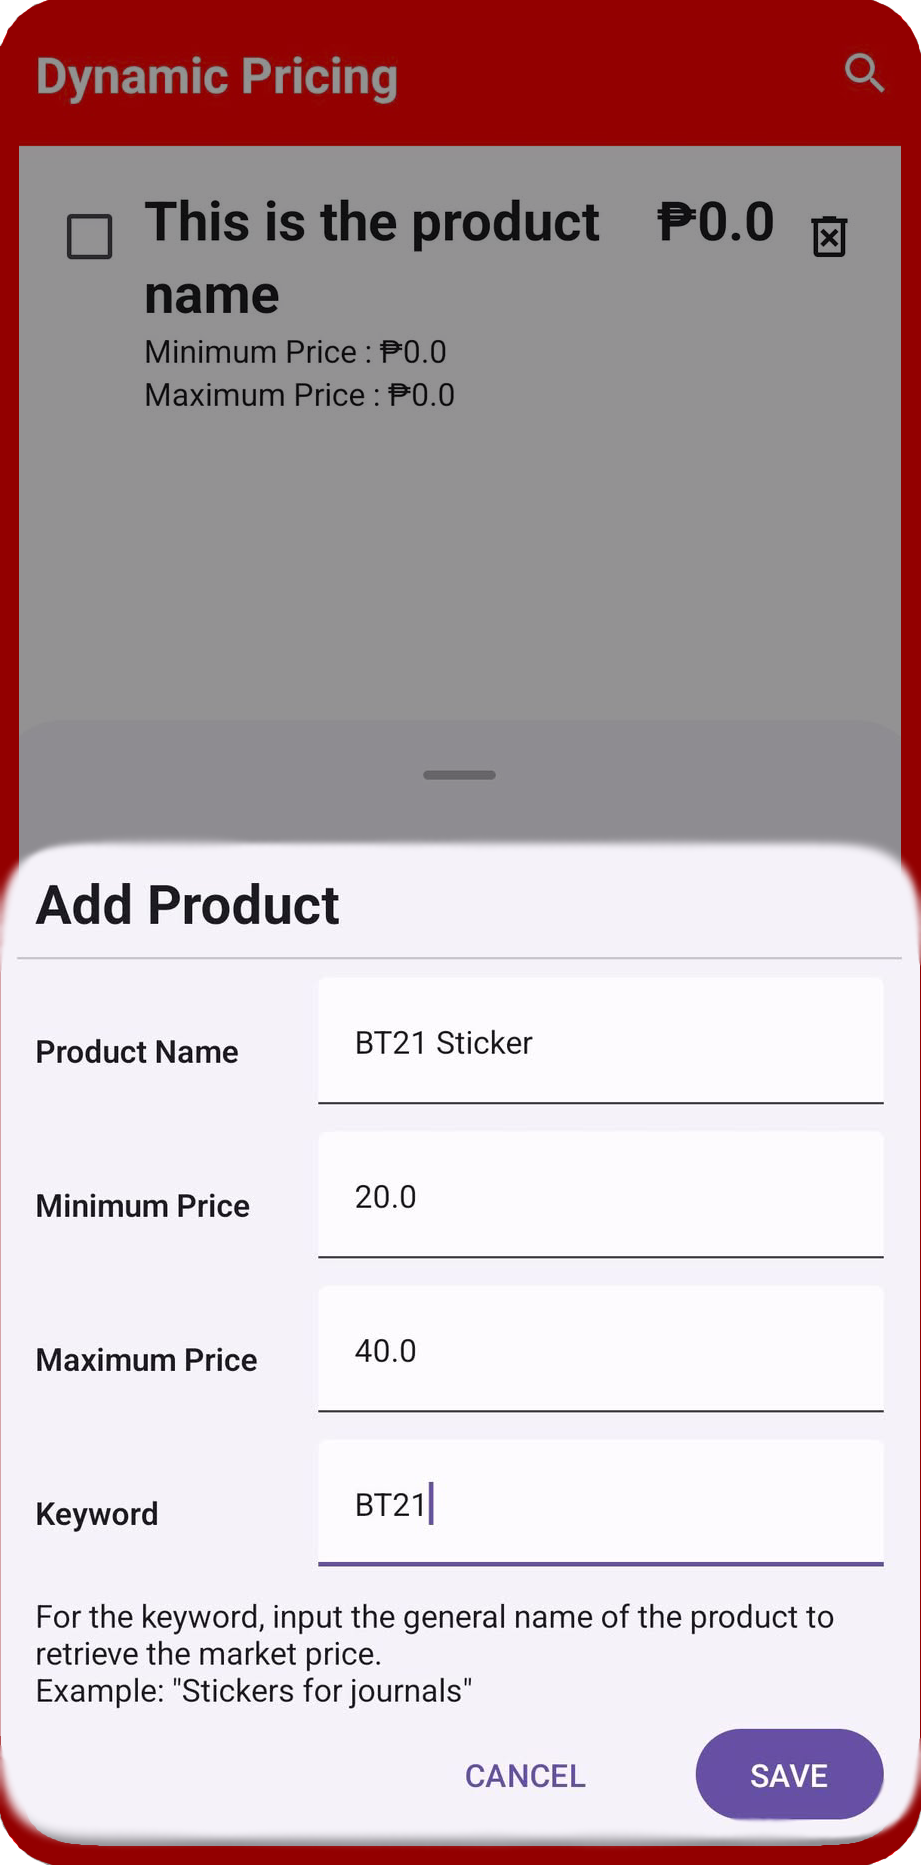 Dynamic Pricing
This is the product ₱0.0
name
Minimum Price : ₱0.0
Maximum Price : ₱0.0
Add Product
Product Name BT21 Sticker
Minimum Price 20.0
Maximum Price 40.0
Keyword BT21
For the keyword, input the general name of the product to
retrieve the market price.
Example: "Stickers for journals"
CANCEL SAVE